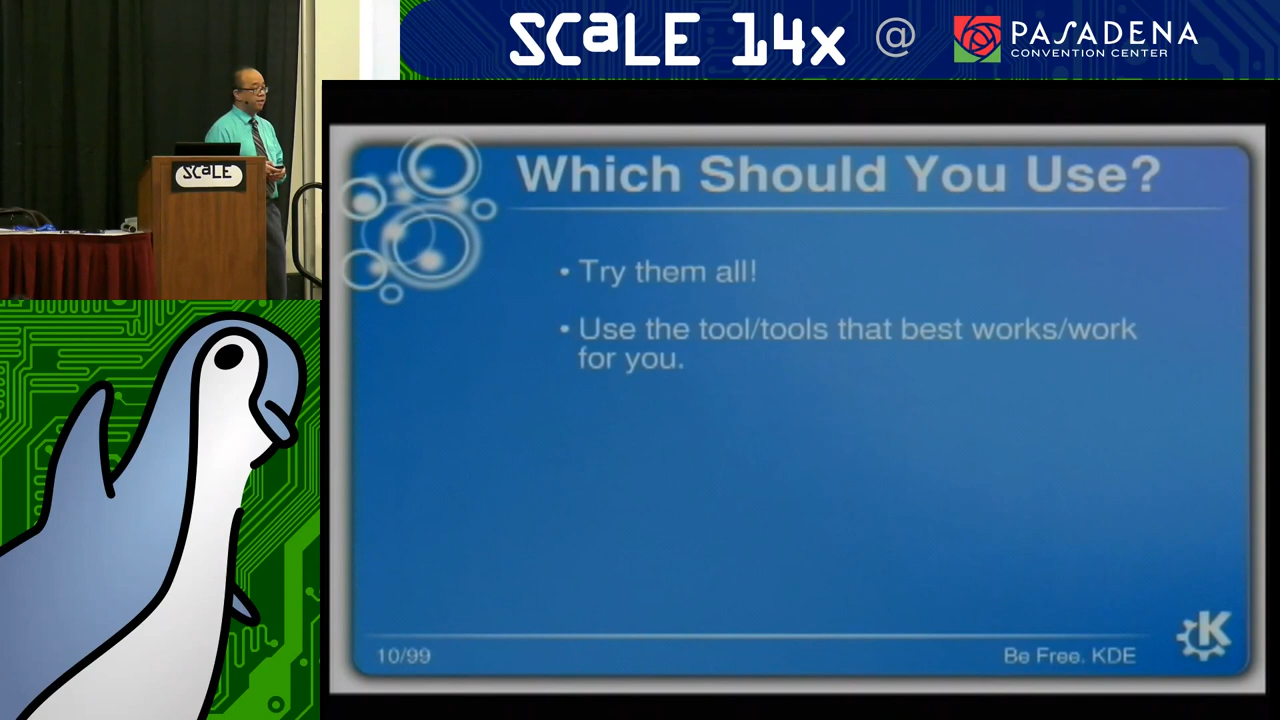 SCALE 14x @ PASADENA
CONVENTION CENTER
SCALE
Which Should You Use?
• Try them all!
• Use the tool/tools that best works/work
for you.
10/99
Be Free. KDE
K